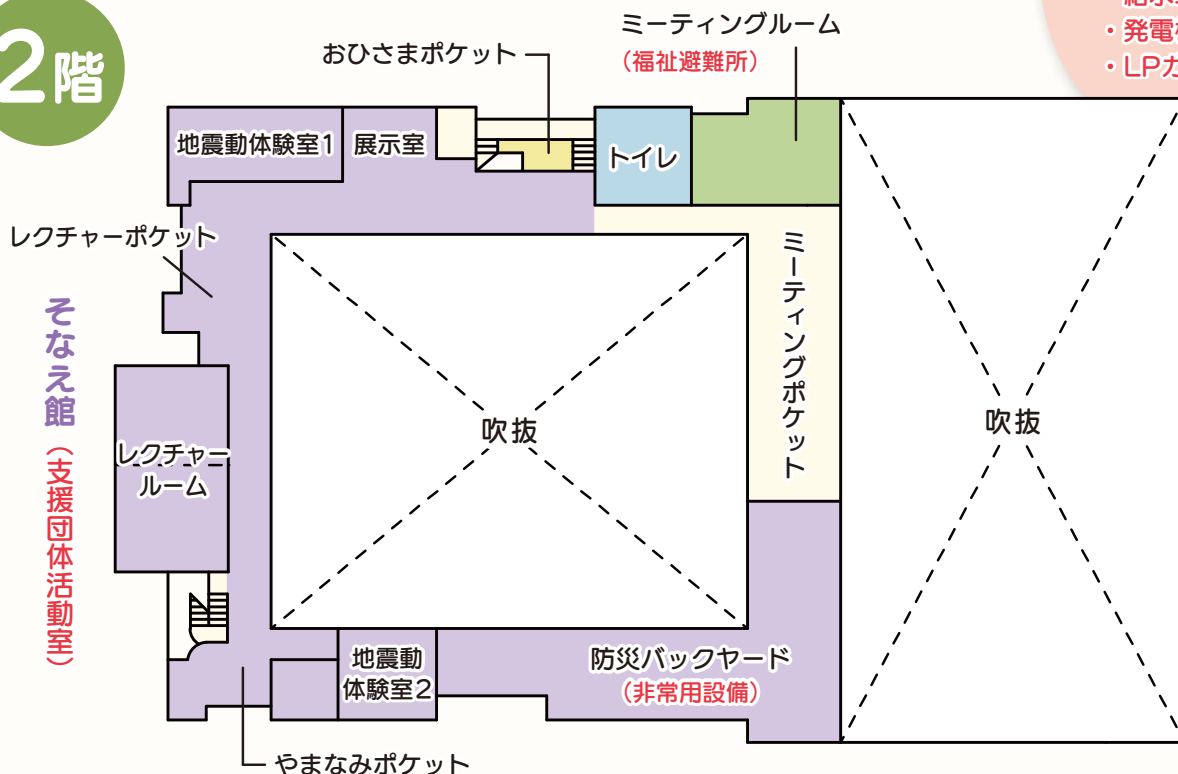 2階
ミーティングルーム
（福祉避難所）
おひさまポケット
・発電
・LP
地震動体験室1
展示室
トイレ
レクチャーポケット
ミーティングポケット
そなえ館（支援団体活動室）
吹抜
吹抜
レクチャー
ルーム
地震動
体験室2
防災バックヤード
（非常用設備）
やまなみポケット